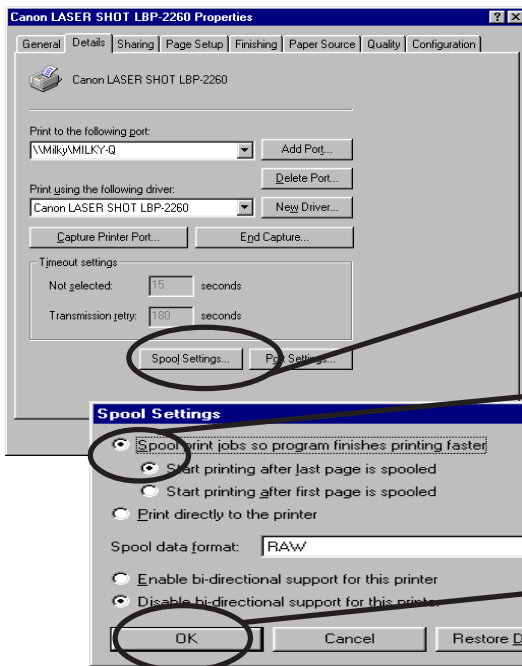 Canon LASER SHOT LBP-2260 Properties
General Details Sharing Page Setup Finishing Paper Source Quality Configuration
Canon LASER SHOT LBP-2260
Print to the following port:
\\Milky\MILKY-Q Add Port...
Delete Port...
Print using the following driver:
Canon LASER SHOT LBP-2260 New Driver...
Capture Printer Port... End Capture...
Timeout settings
Not selected: 15 seconds
Transmission retry: 180 seconds
Spool Settings... Port Settings...
Spool Settings
Spool print jobs so program finishes printing faster
Start printing after last page is spooled
Start printing after first page is spooled
Print directly to the printer
Spool data format: RAW
Enable bi-directional support for this printer
Disable bi-directional support for this printer
OK Cancel Restore D